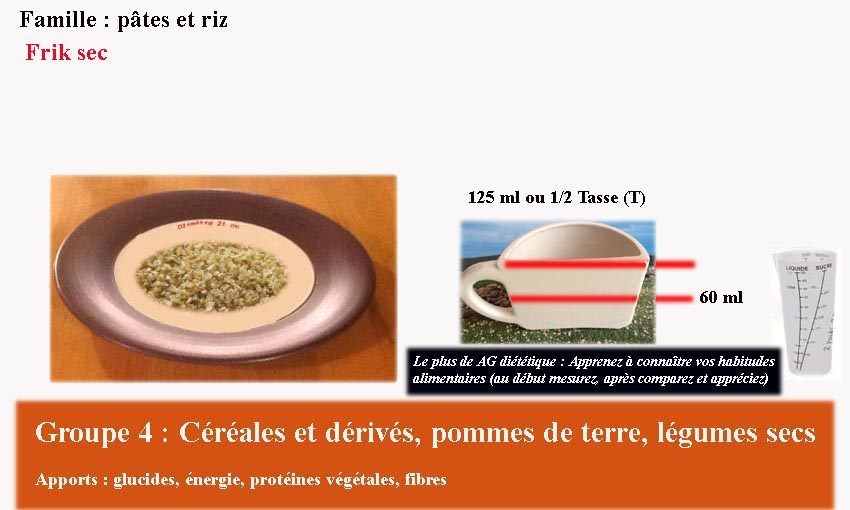 Famille : pâtes et riz
Frik sec
Diamètre 21 cm
125 ml ou 1/2 Tasse (T)
60 ml
LIQUIDE SUCRE
Le plus de AG diététique : Apprenez à connaître vos habitudes
alimentaires (au début mesurez, après comparez et appréciez)
Groupe 4 : Céréales et dérivés, pommes de terre, légumes secs
Apports : glucides, énergie, protéines végétales, fibres